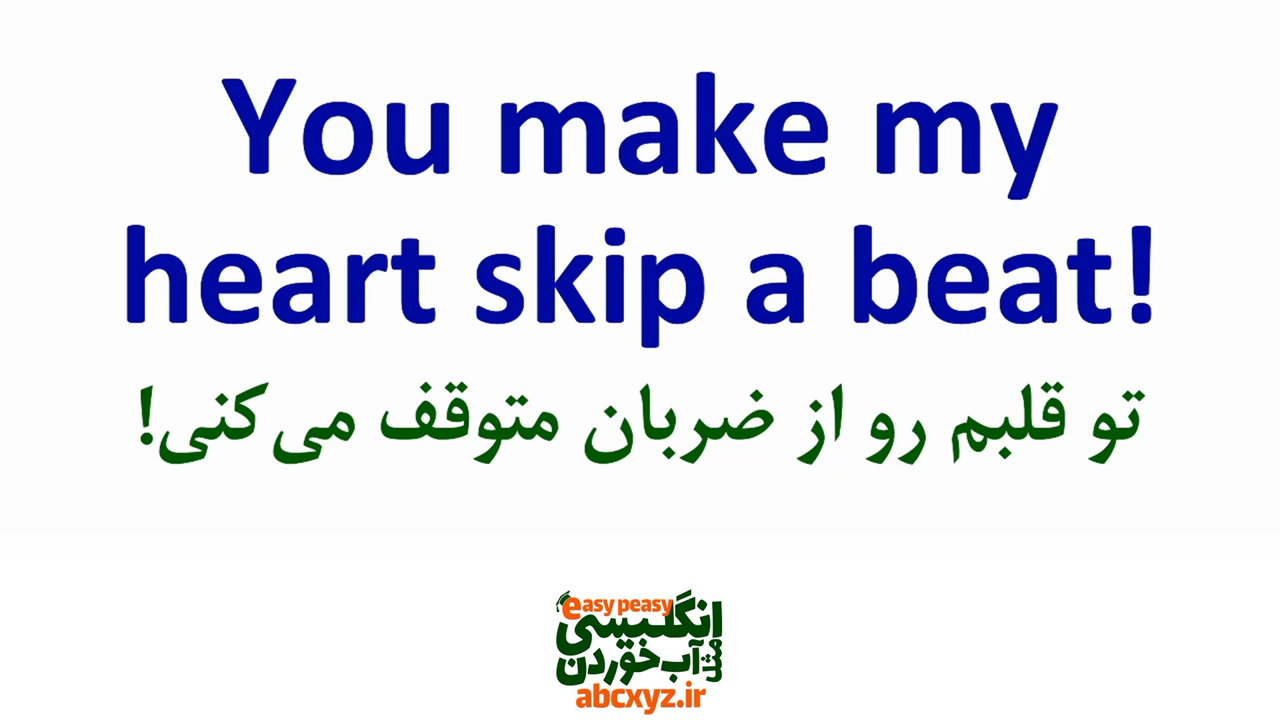 You make my
heart skip a beat!
تو قلبم رو از ضربان متوقف می‌کنی!
easy peasy
انگلیسی
مثل آب خوردن
abcxyz.ir